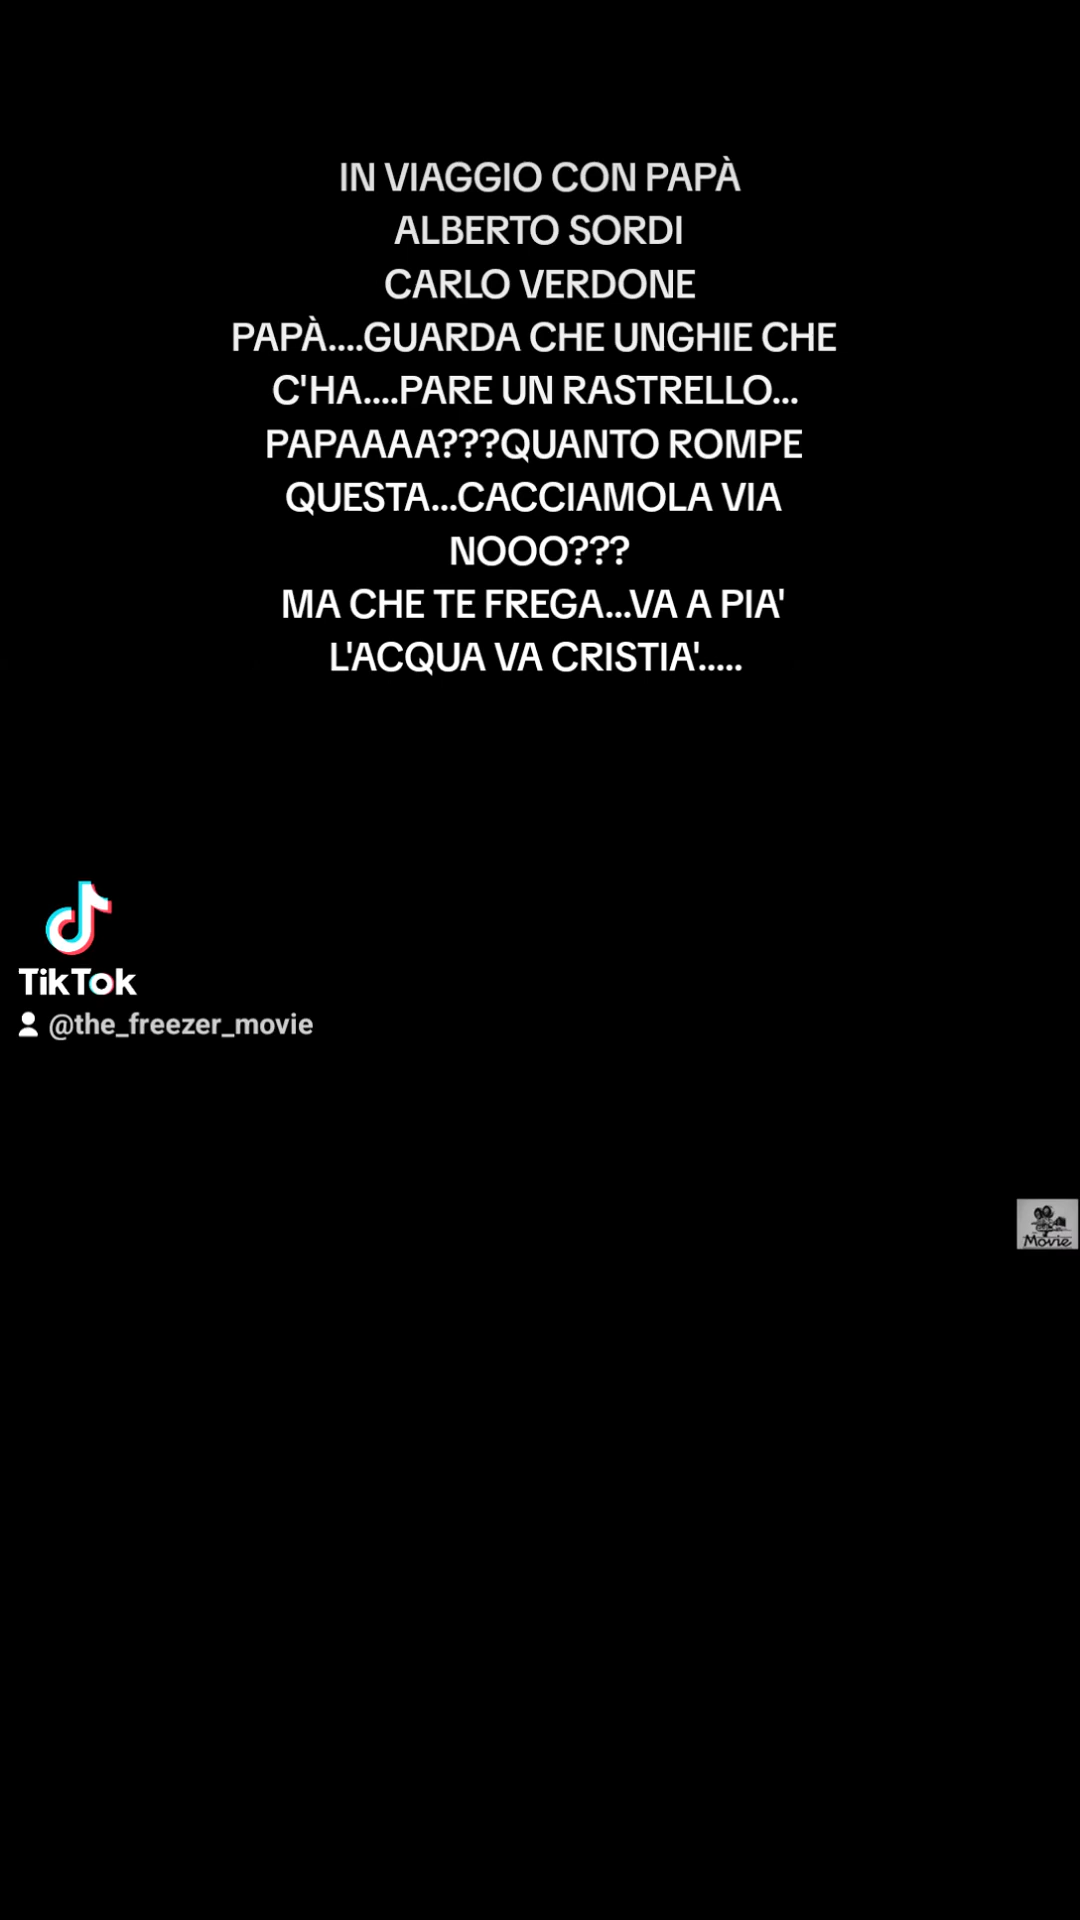 IN VIAGGIO CON PAPÀ
ALBERTO SORDI
CARLO VERDONE
PAPÀ....GUARDA CHE UNGHIE CHE
C'HA....PARE UN RASTRELLO...
PAPAAAA???QUANTO ROMPE
QUESTA...CACCIAMOLA VIA
NOOO???
MA CHE TE FREGA...VA A PIA'
L'ACQUA VA CRISTIA'.....
TikTok
@the_freezer_movie
Movie